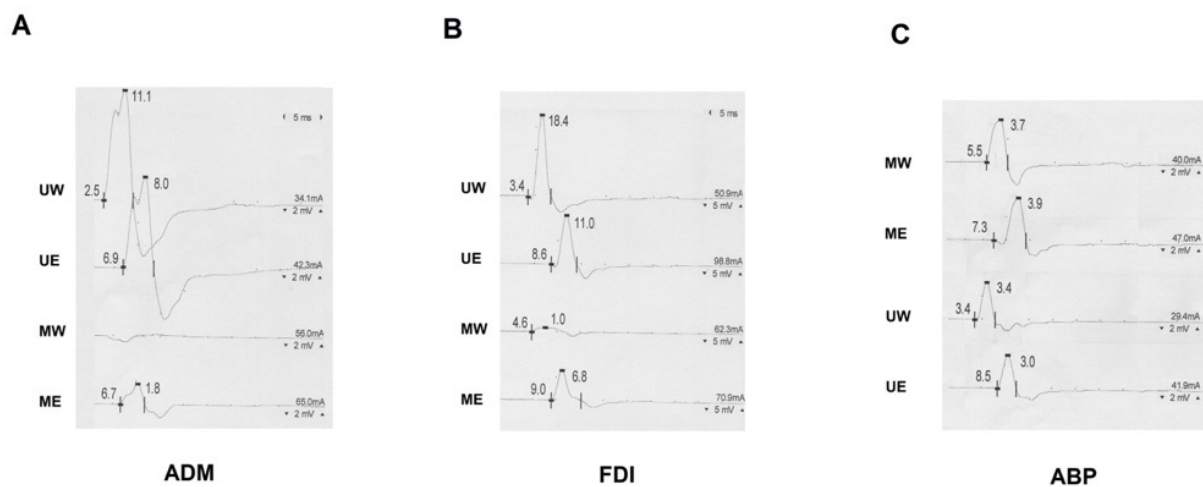 A
11.1
5 ms
8.0
UW
2.5
34.1mA
2 mV
UE
6.9
42.3mA
2 mV
MW
56.0mA
2 mV
ME
6.7
1.8
65.0mA
2 mV
ADM
B
5 ms
18.4
UW
3.4
50.9mA
5 mV
11.0
UE
8.6
98.8mA
5 mV
MW
4.6
1.0
62.3mA
5 mV
ME
9.0
6.8
70.9mA
5 mV
FDI
C
MW
5.5
3.7
40.0mA
2 mV
ME
7.3
3.9
47.0mA
2 mV
UW
3.4
3.4
29.4mA
2 mV
UE
8.5
3.0
41.9mA
2 mV
ABP